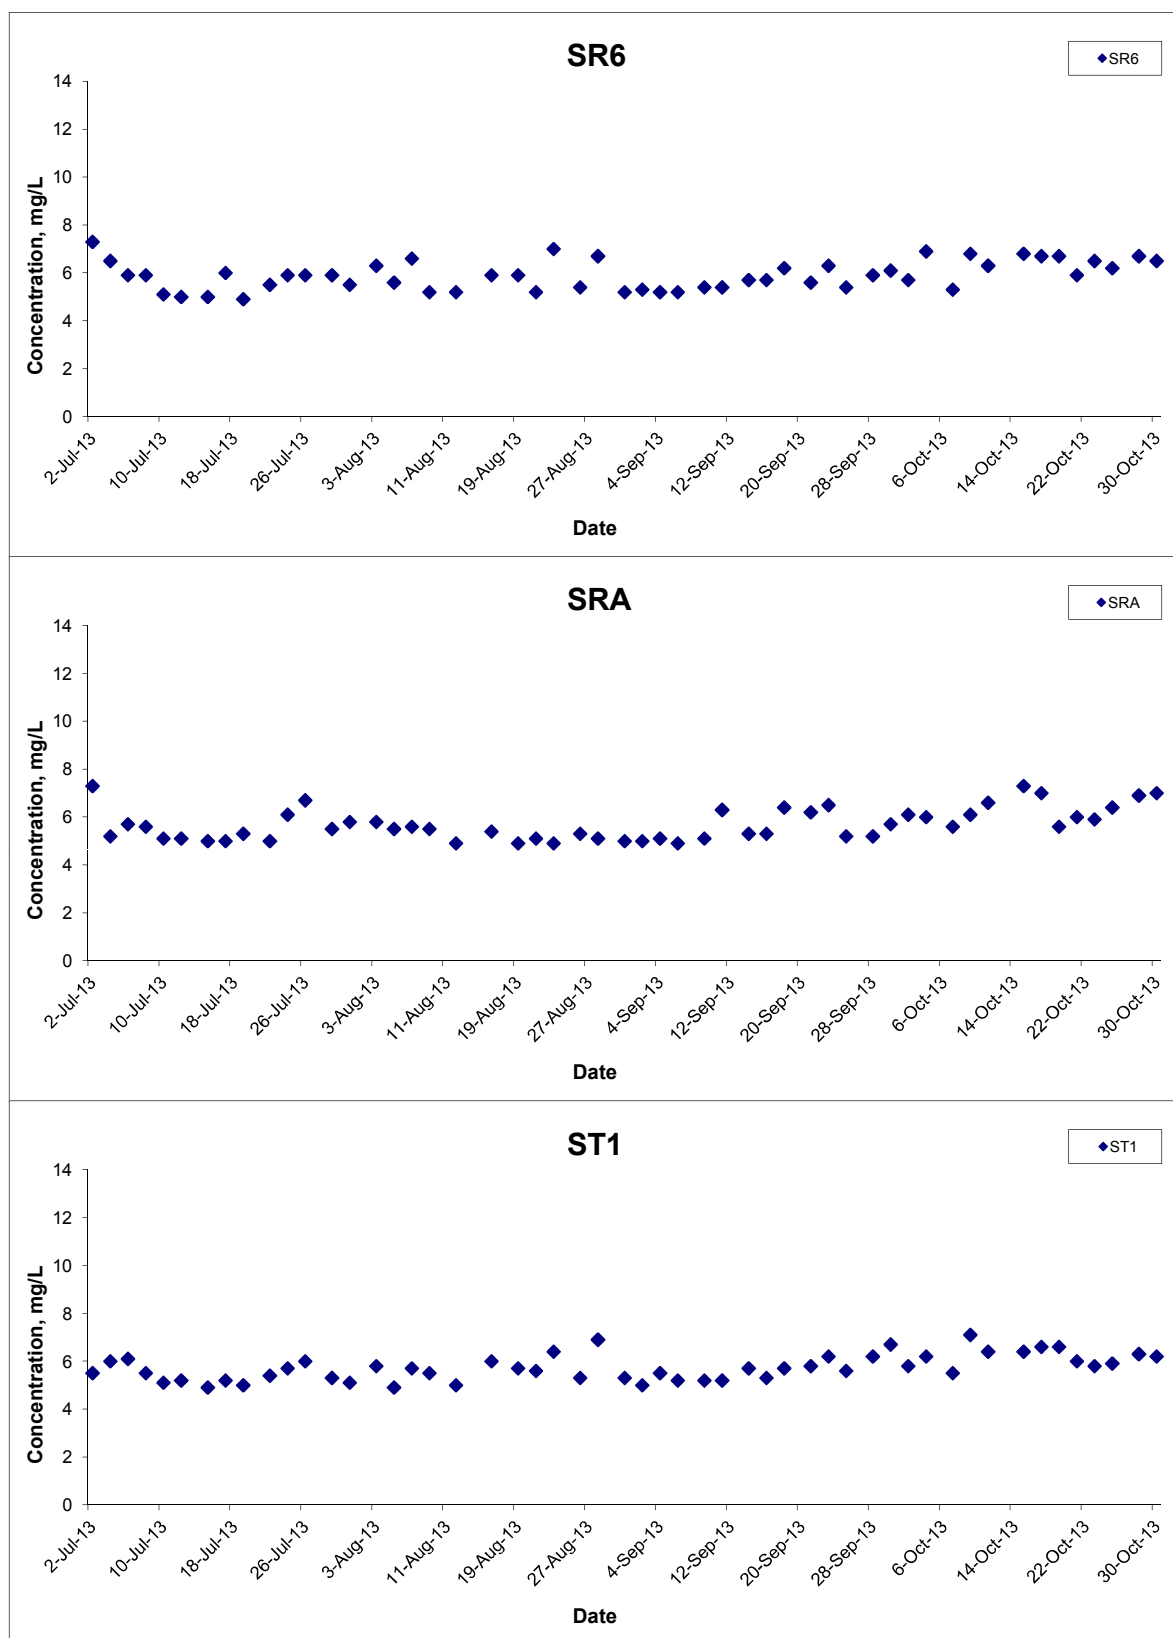 SR6
SR6
14
12
10
8
6
4
2
0
Concentration, mg/L
2-Jul-13
10-Jul-13
18-Jul-13
26-Jul-13
3-Aug-13
11-Aug-13
19-Aug-13
27-Aug-13
4-Sep-13
12-Sep-13
20-Sep-13
28-Sep-13
6-Oct-13
14-Oct-13
22-Oct-13
30-Oct-13
Date
SRA
SRA
14
12
10
8
6
4
2
0
Concentration, mg/L
2-Jul-13
10-Jul-13
18-Jul-13
26-Jul-13
3-Aug-13
11-Aug-13
19-Aug-13
27-Aug-13
4-Sep-13
12-Sep-13
20-Sep-13
28-Sep-13
6-Oct-13
14-Oct-13
22-Oct-13
30-Oct-13
Date
ST1
ST1
14
12
10
8
6
4
2
0
Concentration, mg/L
2-Jul-13
10-Jul-13
18-Jul-13
26-Jul-13
3-Aug-13
11-Aug-13
19-Aug-13
27-Aug-13
4-Sep-13
12-Sep-13
20-Sep-13
28-Sep-13
6-Oct-13
14-Oct-13
22-Oct-13
30-Oct-13
Date